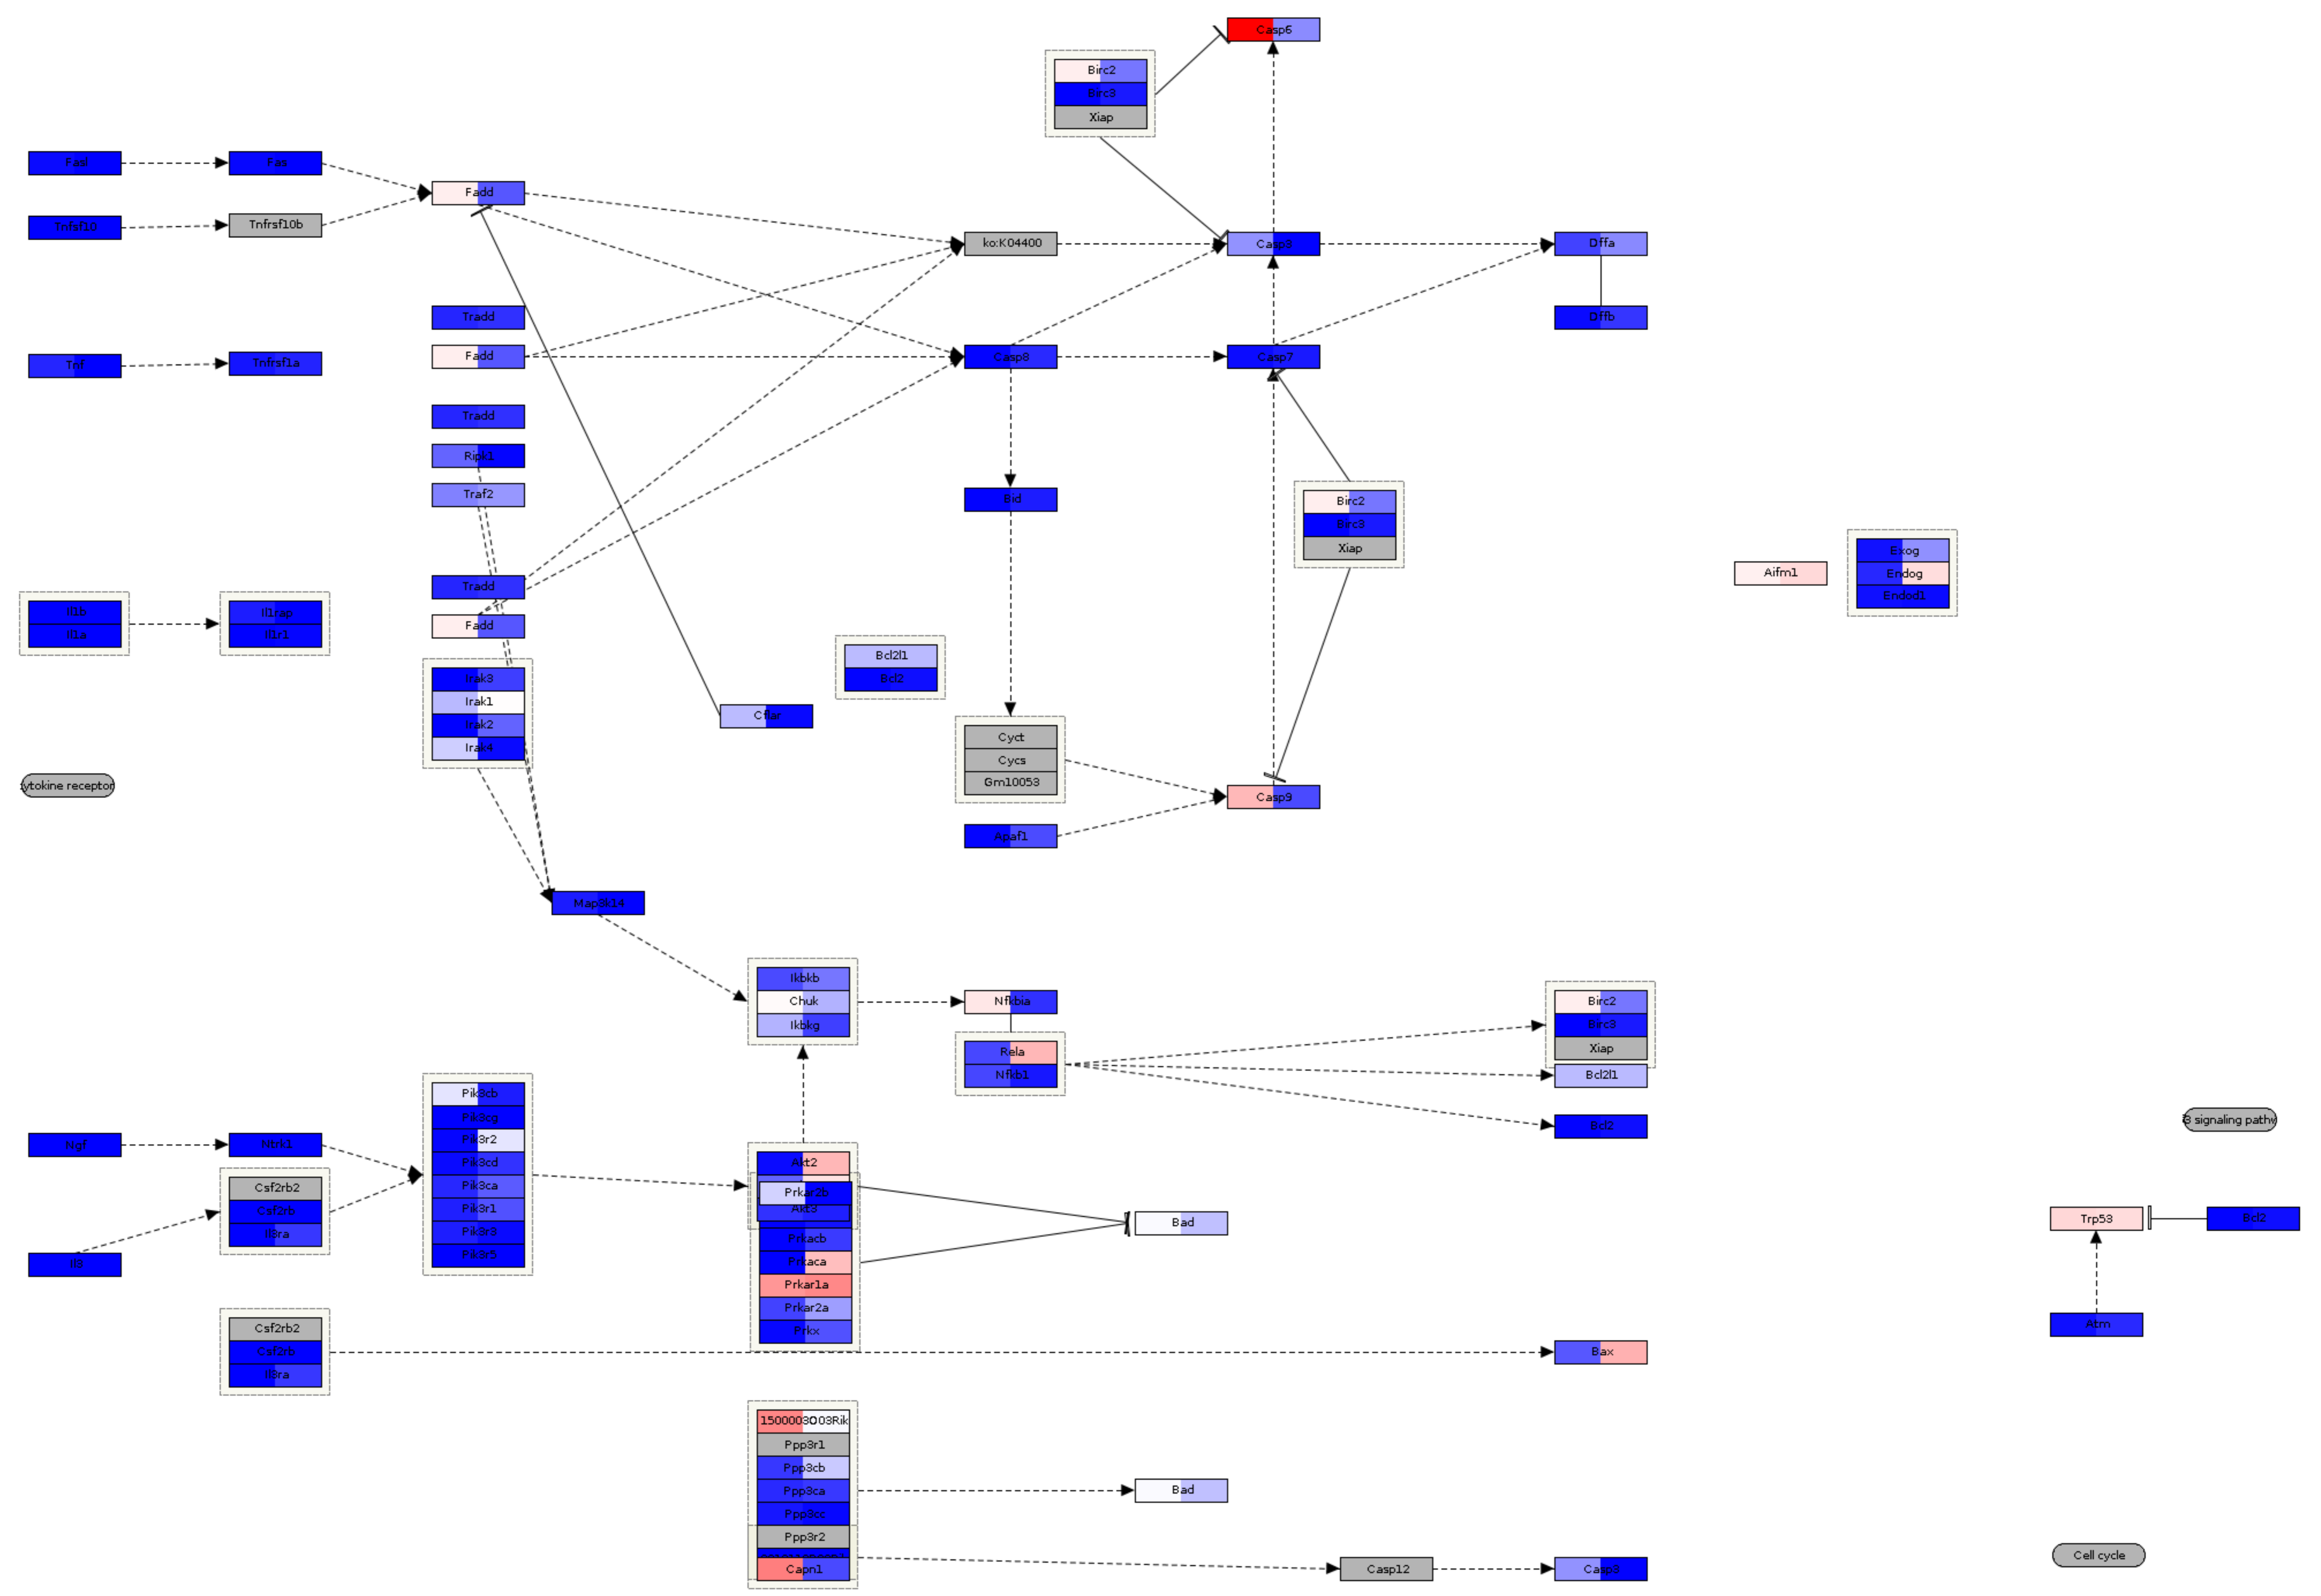 Casp6
Birc2
Birc3
Xiap
Fasl
Fas
Fadd
Tnfsf10
Tnfrsf10b
ko:K04400
Casp3
Dffa
Tradd
Dffb
Tnf
Tnfrsf1a
Fadd
Casp8
Casp7
Tradd
Ripk1
Traf2
Bid
Birc2
Birc3
Xiap
Aifm1
Exog
Endog
Endod1
Tradd
Il1b
Il1a
Il1rap
Il1r1
Fadd
Irak3
Irak1
Irak2
Irak4
Bcl2l1
Bcl2
Cflar
Cyct
Cycs
Gm10053
ytokine receptor
Casp9
Apaf1
Map3k14
Ikbkb
Chuk
Ikbkg
Nfkbia
Rela
Nfkb1
Birc2
Birc3
Xiap
Bcl2l1
Bcl2
Pik3cb
Pik3cg
Pik3r2
Pik3cd
Pik3ca
Pik3r1
Pik3r3
Pik3r5
Ngf
Ntrk1
Csf2rb2
Csf2rb
Il3ra
Il3
Akt2
Prkar2b
Akt3
Prkacb
Prkaca
Prkar1a
Prkar2a
Prkx
Bad
3 signaling pathw
Trp53
Bcl2
Atm
Csf2rb2
Csf2rb
Il3ra
Bax
1500003O03Rik
Ppp3r1
Ppp3cb
Ppp3ca
Ppp3cc
Ppp3r2
Capn1
Bad
Casp12
Casp3
Cell cycle